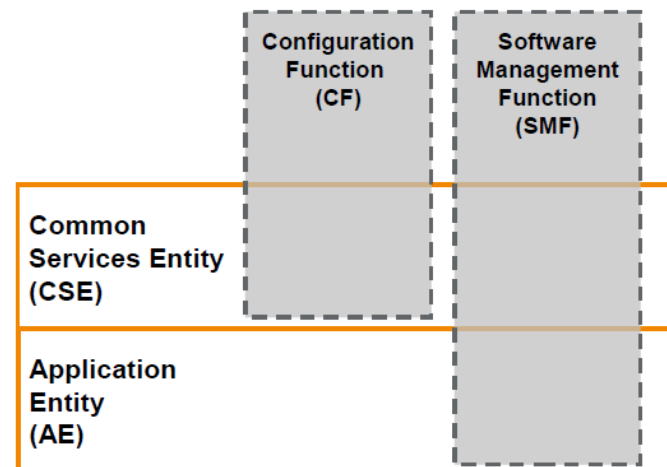 Configuration
Function
(CF)
Software
Management
Function
(SMF)
Common
Services Entity
(CSE)
Application
Entity
(AE)